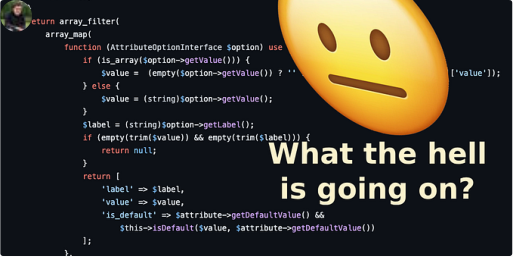 return array_filter(
array_map(
function (AttributeOptionInterface $option) use
if (is_array($option->getValue())) {
$value = (empty($option->getValue()) ? '' ['value']);
} else {
$value = (string)$option->getValue();
}
$label = (string)$option->getLabel();
if (empty(trim($value)) && empty(trim($label))) {
return null;
}
return [
'label' => $label,
'value' => $value,
'is_default' => $attribute->getDefaultValue() &&
$this->isDefault($value, $attribute->getDefaultValue())
];
},
What the hell
is going on?